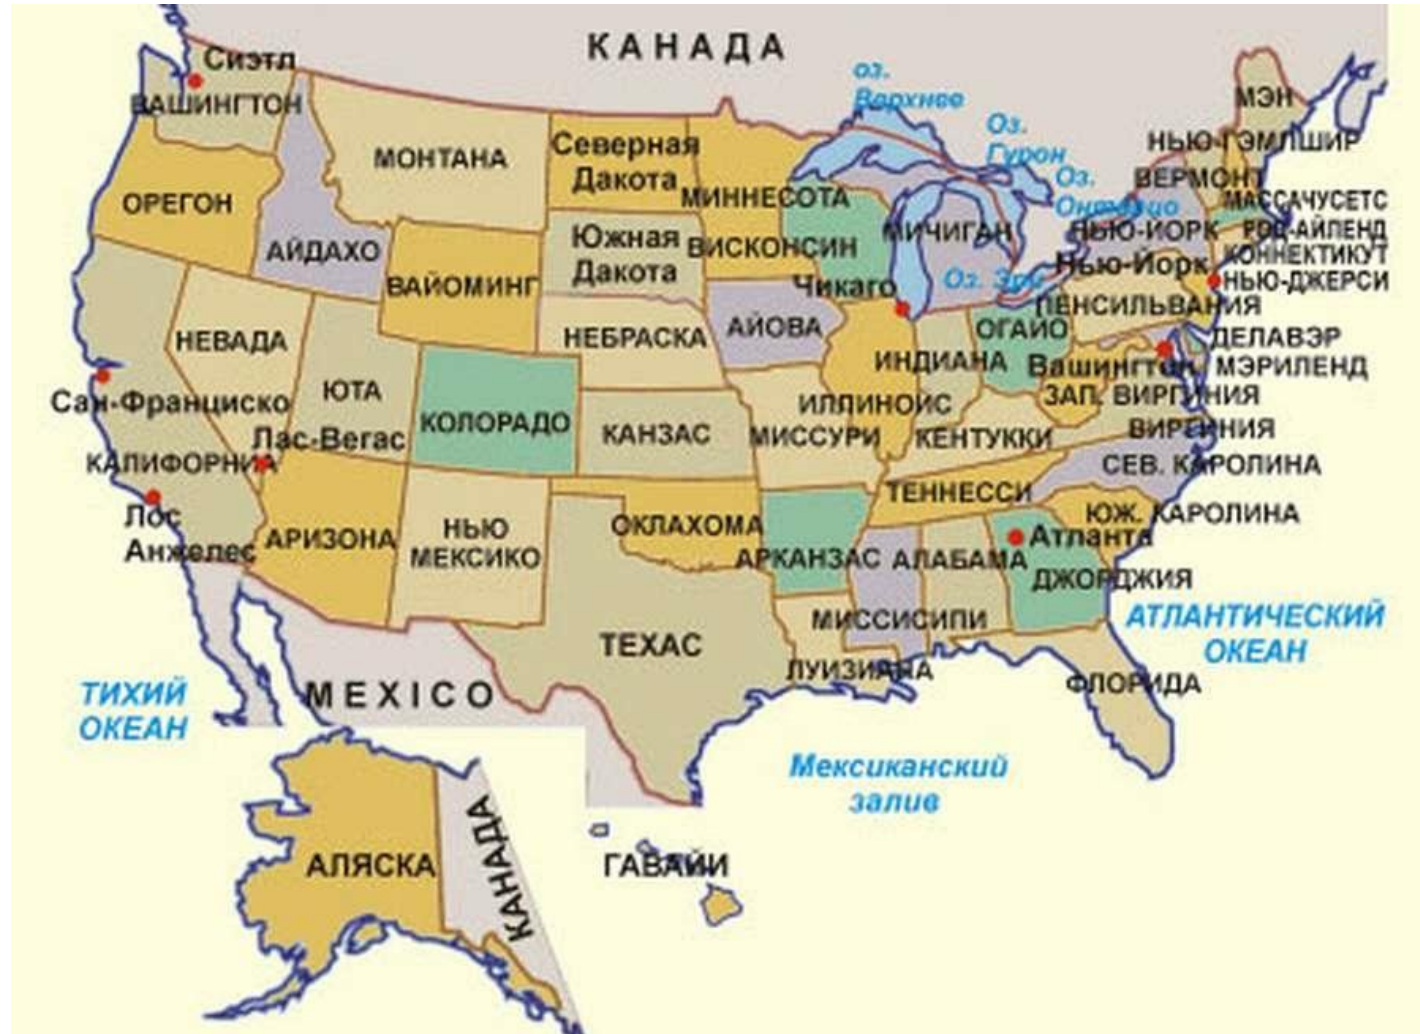 КАНАДА
Сиэтл
ВАШИНГТОН
оз.
Верхнее
Оз.
Гурон
Оз.
Онтарио
МЭН
НЬЮ-ГЭМПШИР
ВЕРМОНТ
МАССАЧУСЕТС
МОНТАНА
Северная
Дакота
МИННЕСОТА
ОРЕГОН
АЙДАХО
Южная
Дакота
ВИСКОНСИН
МИЧИГАН
НЬЮ-ЙОРК
РОД-АЙЛЕНД
КОННЕКТИКУТ
Нью-Йорк
НЬЮ-ДЖЕРСИ
ВАЙОМИНГ
Чикаго
Оз. Эри
ПЕНСИЛЬВАНИЯ
НЕВАДА
НЕБРАСКА
АЙОВА
ОГАЙО
ДЕЛАВЭР
ИНДИАНА
Вашингтон
МЭРИЛЕНД
Сан-Франциско
ЮТА
КОЛОРАДО
ИЛЛИНОИС
ЗАП. ВИРГИНИЯ
Лас-Вегас
КАНЗАС
МИССУРИ
КЕНТУККИ
ВИРГИНИЯ
КАЛИФОРНИЯ
СЕВ. КАРОЛИНА
ТЕННЕССИ
Лос
Анжелес
АРИЗОНА
НЬЮ
МЕКСИКО
ОКЛАХОМА
ЮЖ. КАРОЛИНА
АРКАНЗАС
АЛАБАМА
Атланта
ДЖОРДЖИЯ
МИССИСИПИ
АТЛАНТИЧЕСКИЙ
ОКЕАН
ТЕХАС
ЛУИЗИАНА
ФЛОРИДА
ТИХИЙ
ОКЕАН
MEXICO
Мексиканский
залив
АЛЯСКА
КАНАДА
ГАВАЙИ